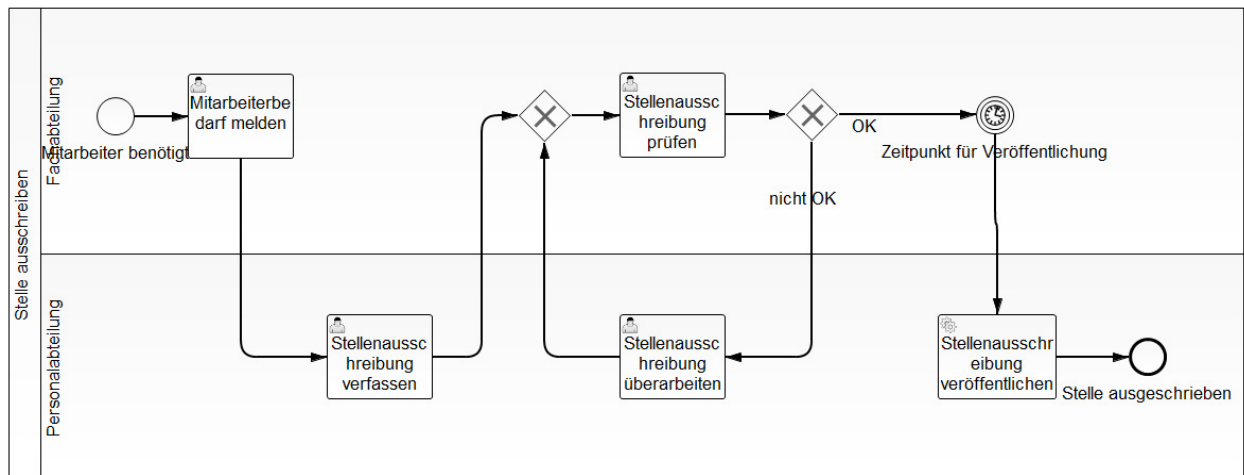 Stelle ausschreiben
Fachabteilung
Mitarbeiter benötigt
Mitarbeiterbe
darf melden
Stellenaussc
hreibung
prüfen
OK
nicht OK
Zeitpunkt für Veröffentlichung
Personalabteilung
Stellenaussc
hreibung
verfassen
Stellenaussc
hreibung
überarbeiten
Stellenausschr
eibung
veröffentlichen
Stelle ausgeschrieben